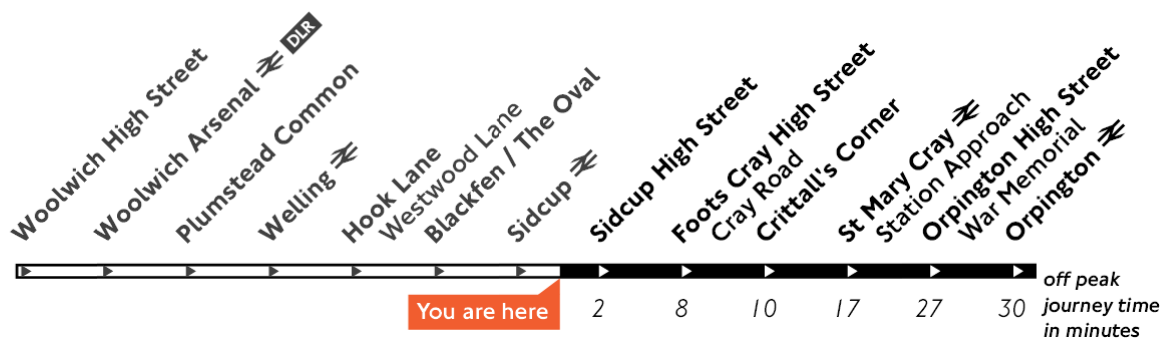 Woolwich High Street
Woolwich Arsenal DLR
Plumstead Common
Welling
Hook Lane
Westwood Lane
Blackfen / The Oval
Sidcup
Sidcup High Street
Foots Cray High Street
Cray Road
Crittall's Corner
St Mary Cray
Station Approach
Orpington High Street
War Memorial
Orpington
You are here
2 8 10 17 27 30
off peak
journey time
in minutes